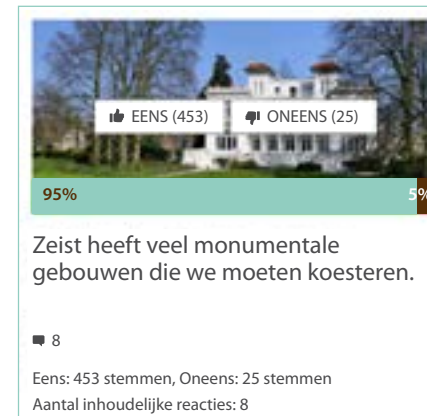 EENS (453) ONEENS (25)
95% 5%
Zeist heeft veel monumentale
gebouwen die we moeten koesteren.
8
Eens: 453 stemmen, Oneens: 25 stemmen
Aantal inhoudelijke reacties: 8